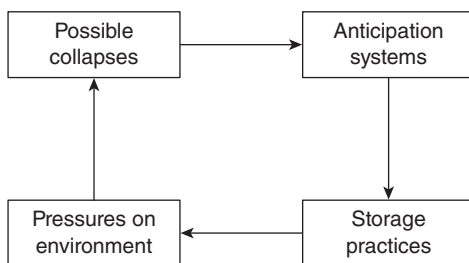 Possible
collapses
Anticipation
systems
Pressures on
environment
Storage
practices